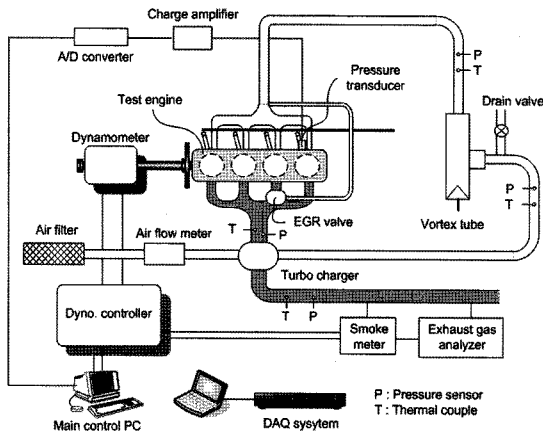 Charge amplifier
A/D converter
Pressure
transducer
P
T
Drain valve
Test engine
Dynamometer
P
T
Vortex tube
EGR valve
T
P
Air filter
Air flow meter
Turbo charger
Dyno. controller
T
P
Smoke
meter
Exhaust gas
analyzer
P : Pressure sensor
T : Thermal couple
Main control PC
DAQ sysytem